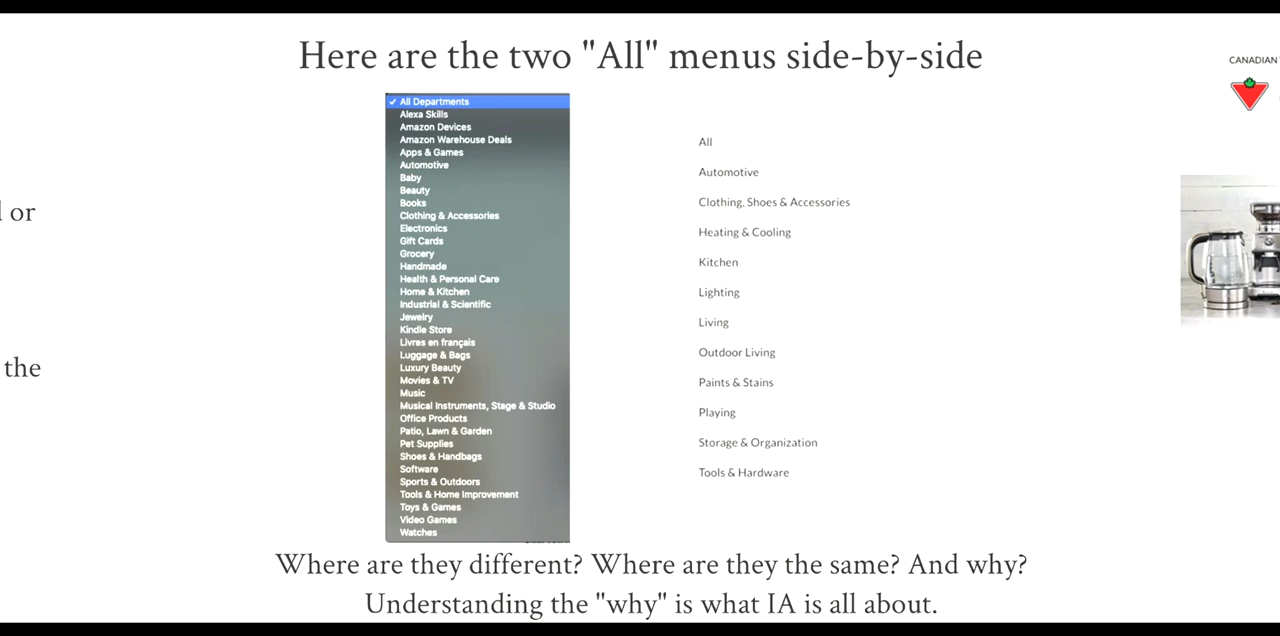 Here are the two "All" menus side-by-side
CANADIAN
or
the
✓ All Departments
Alexa Skills
Amazon Devices
Amazon Warehouse Deals
Apps & Games
Automotive
Baby
Beauty
Books
Clothing & Accessories
Electronics
Gift Cards
Grocery
Handmade
Health & Personal Care
Home & Kitchen
Industrial & Scientific
Jewelry
Kindle Store
Livres en français
Luggage & Bags
Luxury Beauty
Movies & TV
Music
Musical Instruments, Stage & Studio
Office Products
Patio, Lawn & Garden
Pet Supplies
Shoes & Handbags
Software
Sports & Outdoors
Tools & Home Improvement
Toys & Games
Video Games
Watches
All
Automotive
Clothing, Shoes & Accessories
Heating & Cooling
Kitchen
Lighting
Living
Outdoor Living
Paints & Stains
Playing
Storage & Organization
Tools & Hardware
Where are they different? Where are they the same? And why?
Understanding the "why" is what IA is all about.